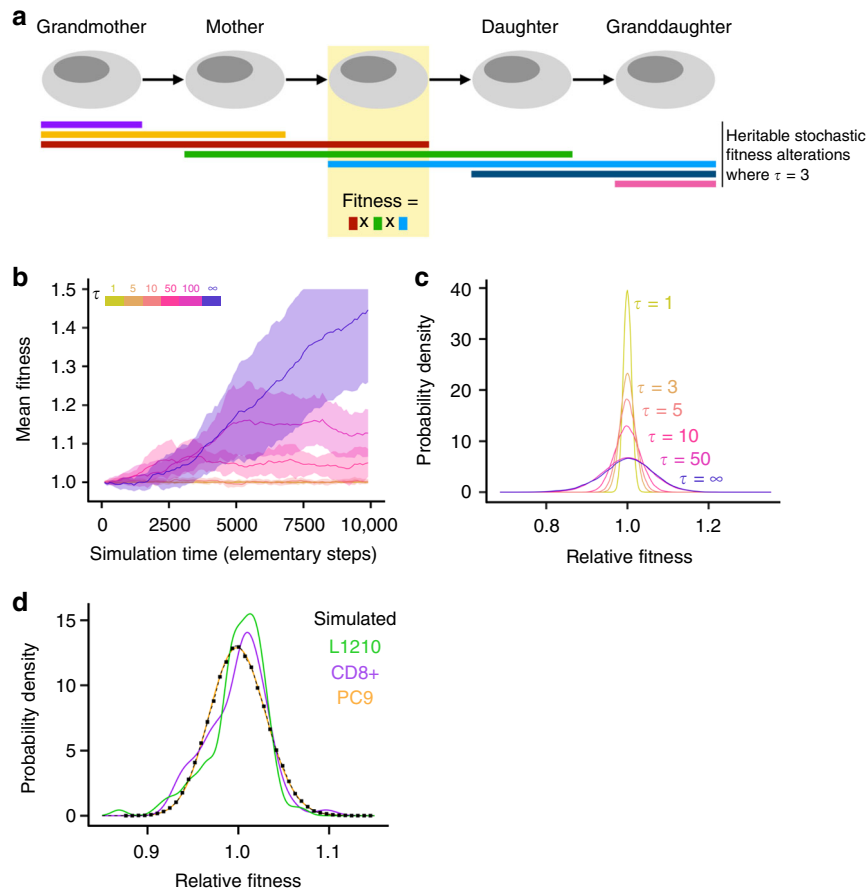 a
Grandmother Mother Daughter Granddaughter
Heritable stochastic
fitness alterations
where τ = 3
Fitness =
x x
b
τ 1 5 10 50 100 ∞
1.5
1.4
1.3
1.2
1.1
1.0
Mean fitness
0 2500 5000 7500 10,000
Simulation time (elementary steps)
c
40
30
20
10
0
Probability density
τ = 1
τ = 3
τ = 5
τ = 10
τ = 50
τ = ∞
0.8 1.0 1.2
Relative fitness
d
15
10
5
0
Probability density
Simulated
L1210
CD8+
PC9
0.9 1.0 1.1
Relative fitness